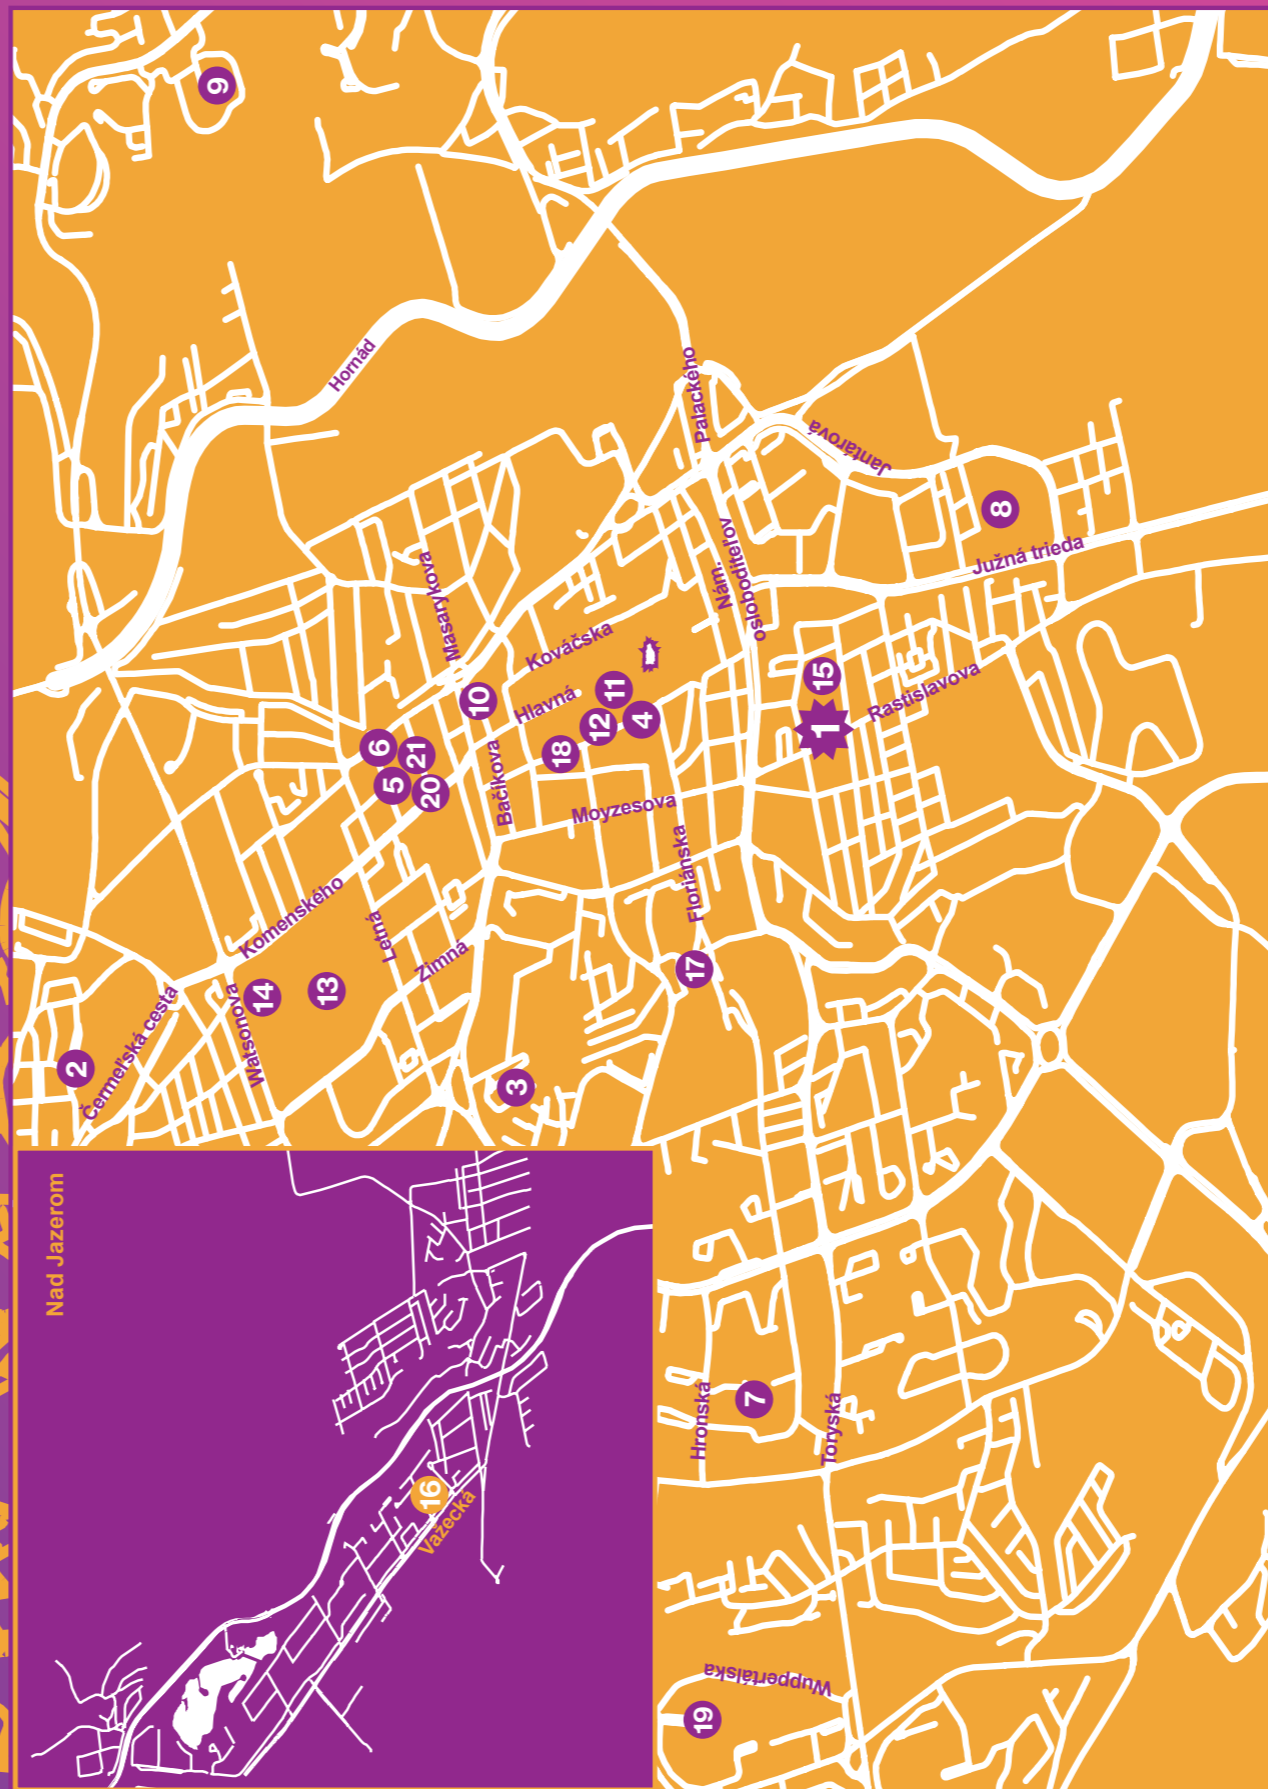 9
Hornád
Palackého
Jantárová
8
Južná trieda
Nám.
osloboditeľov
Masarykova
Kováčska
10
Hlavná
11
12
4
18
15
1
Rastislavova
6
21
5
20
Bačíkova
Moyzesova
Floriánska
Komenského
Letná
Zimná
17
13
14
Watsonova
Čermeľská cesta
2
3
Nad Jazerom
16
Važecká
Hronská
7
Toryská
Wuppertálska
19